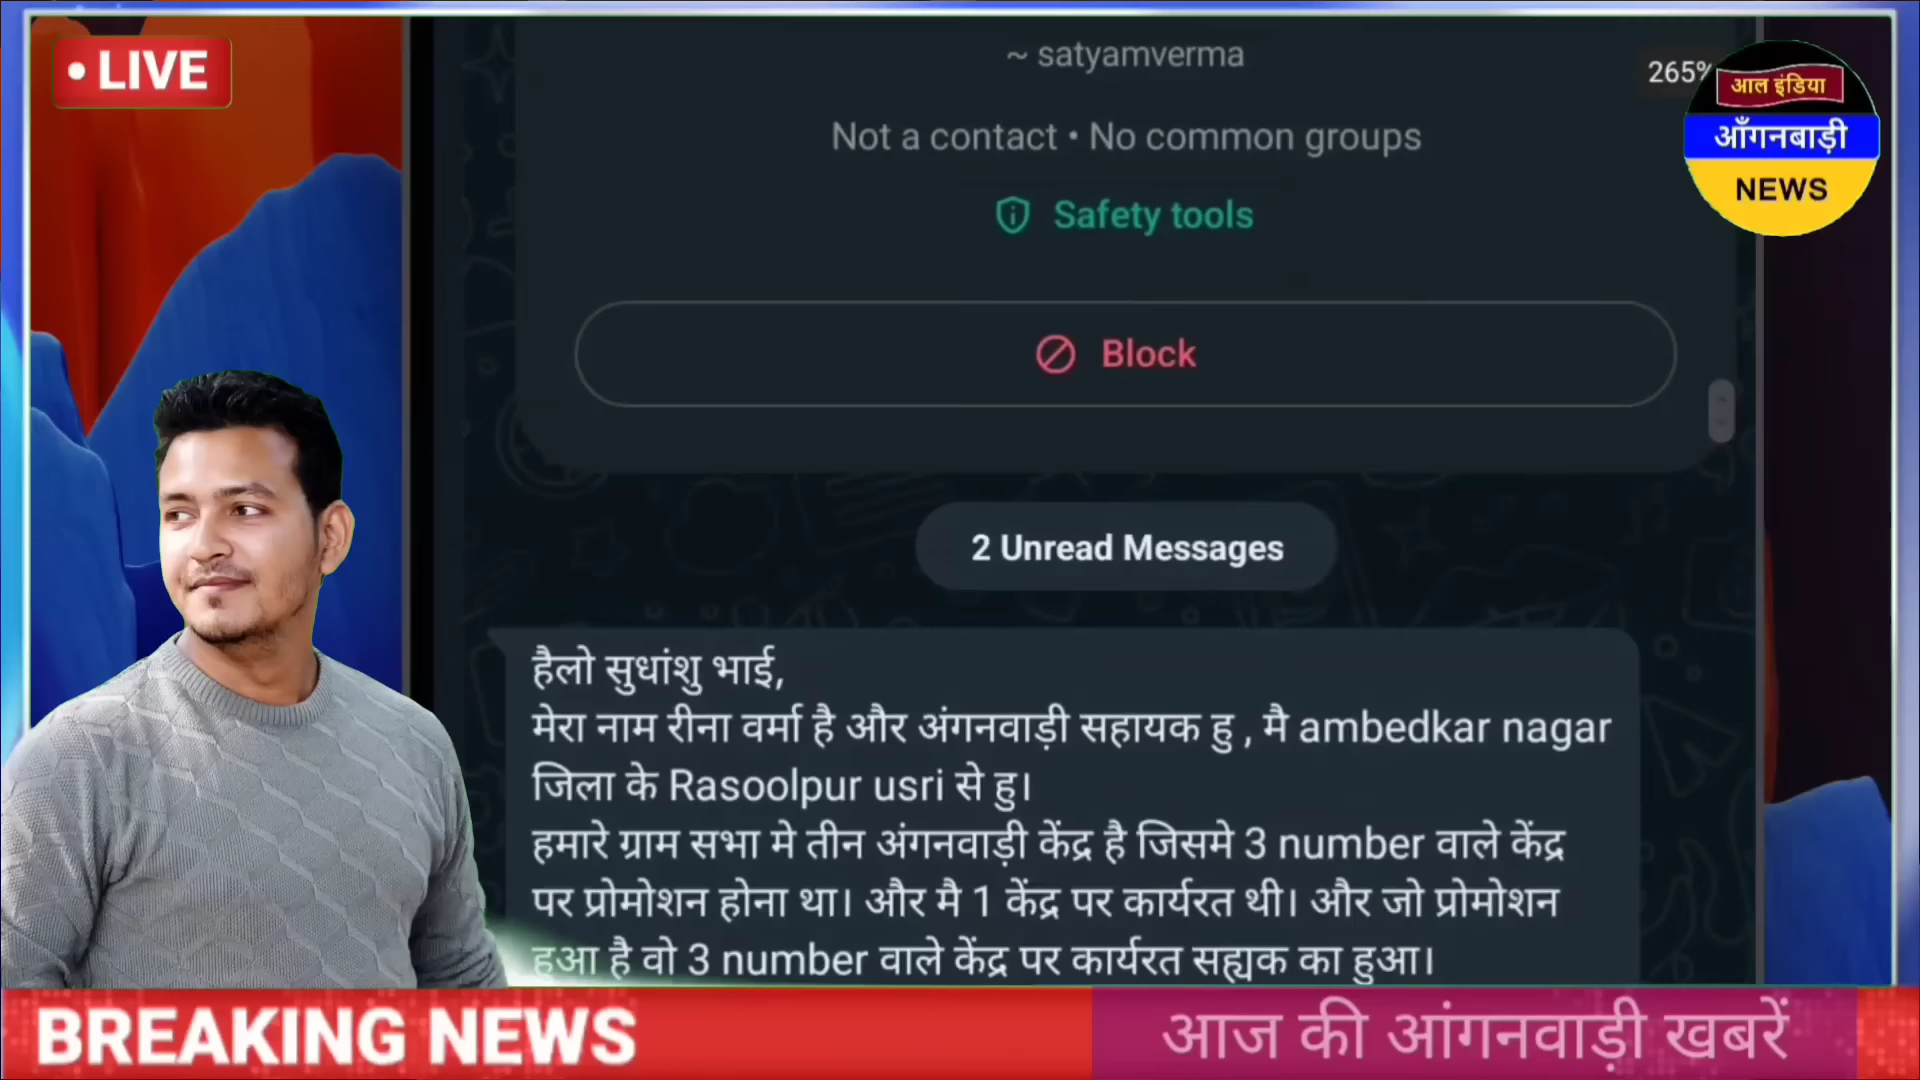 • LIVE
~ satyamverma
265%
आल इंडिया
आँगनबाड़ी
NEWS
Not a contact • No common groups
Safety tools
Block
2 Unread Messages
हैलो सुधांशु भाई,
मेरा नाम रीना वर्मा है और अंगनवाड़ी सहायक हु , मै ambedkar nagar
जिला के Rasoolpur usri से हु।
हमारे ग्राम सभा मे तीन अंगनवाड़ी केंद्र है जिसमे 3 number वाले केंद्र
पर प्रोमोशन होना था। और मै 1 केंद्र पर कार्यरत थी। और जो प्रोमोशन
हुआ है वो 3 number वाले केंद्र पर कार्यरत सह्यक का हुआ।
BREAKING NEWS
आज की आंगनवाड़ी खबरें